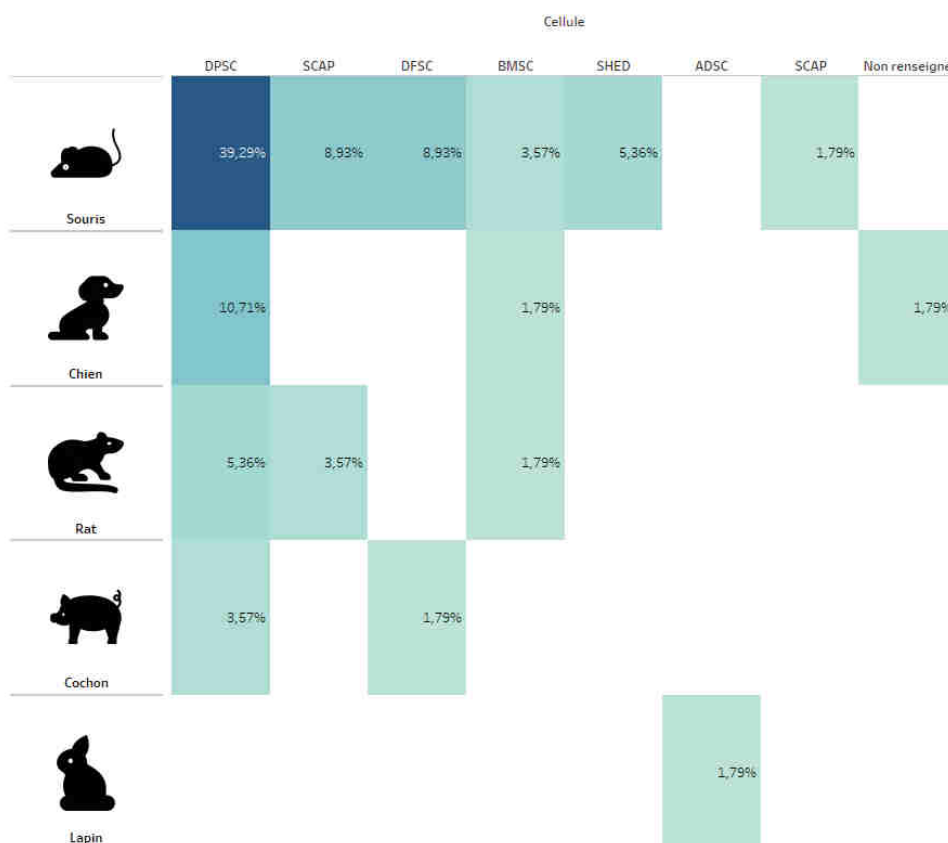 Cellule
DPSC SCAP DFSC BMSC SHED ADSC SCAP Non renseigné
39,29% 8,93% 8,93% 3,57% 5,36% 1,79%
Souris
10,71% 1,79% 1,79%
Chien
5,36% 3,57% 1,79%
Rat
3,57% 1,79%
Cochon
1,79%
Lapin